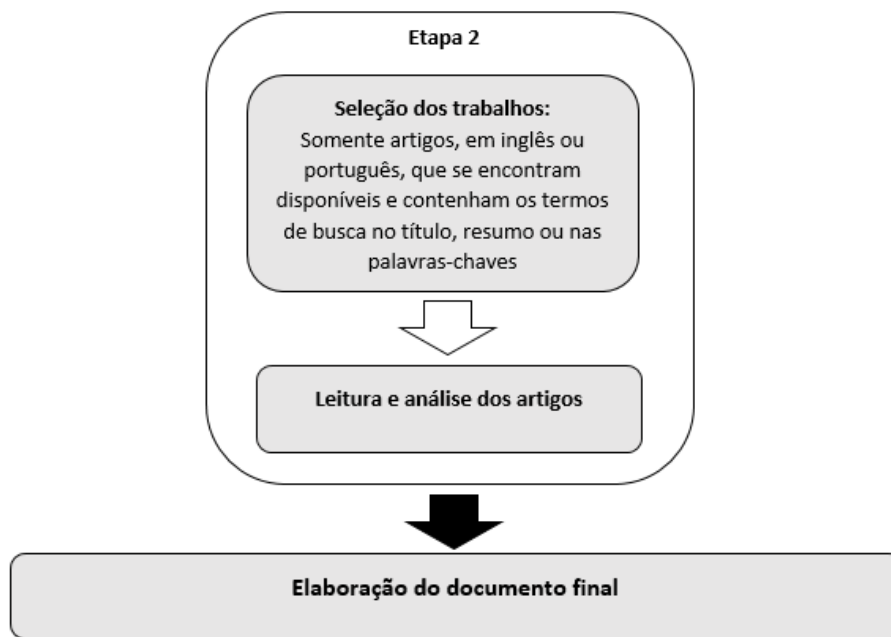 Etapa 2
Seleção dos trabalhos:
Somente artigos, em inglês ou
português, que se encontram
disponíveis e contenham os termos
de busca no título, resumo ou nas
palavras-chaves
Leitura e análise dos artigos
Elaboração do documento final